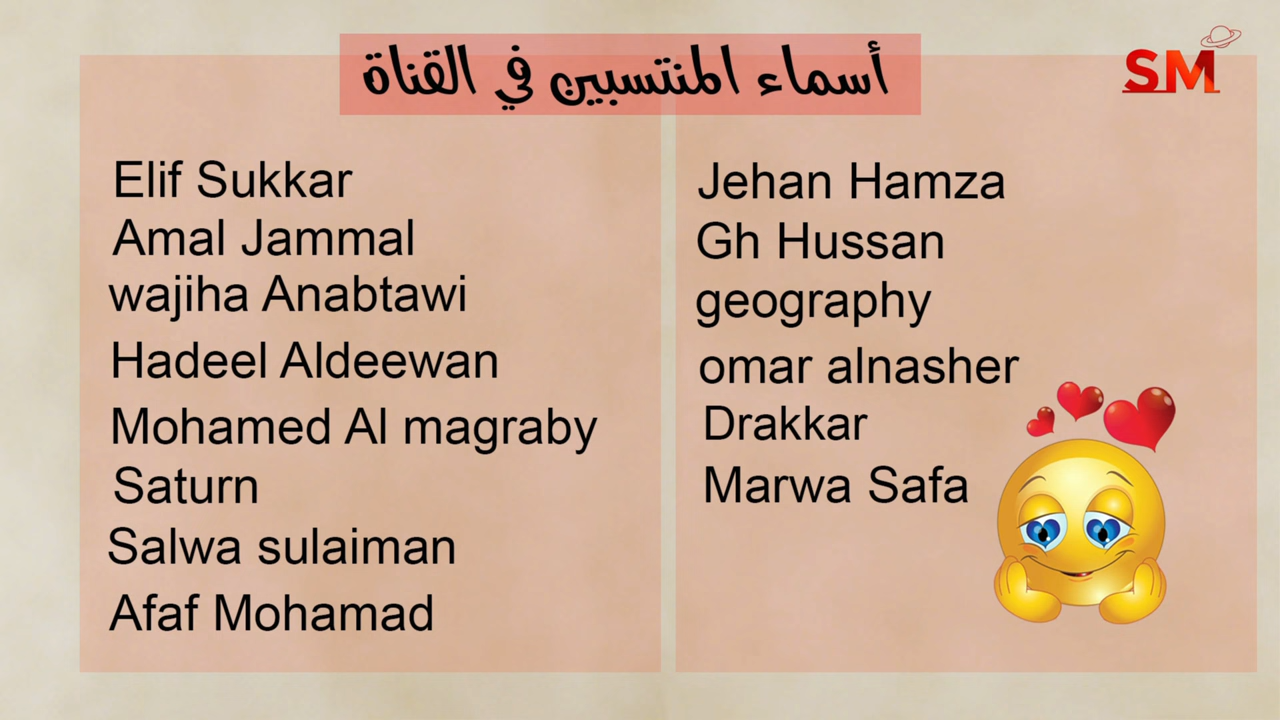 أسماء المنتسبين في القناة
SM
Elif Sukkar
Amal Jammal
wajiha Anabtawi
Hadeel Aldeewan
Mohamed Al magraby
Saturn
Salwa sulaiman
Afaf Mohamad
Jehan Hamza
Gh Hussan
geography
omar alnasher
Drakkar
Marwa Safa